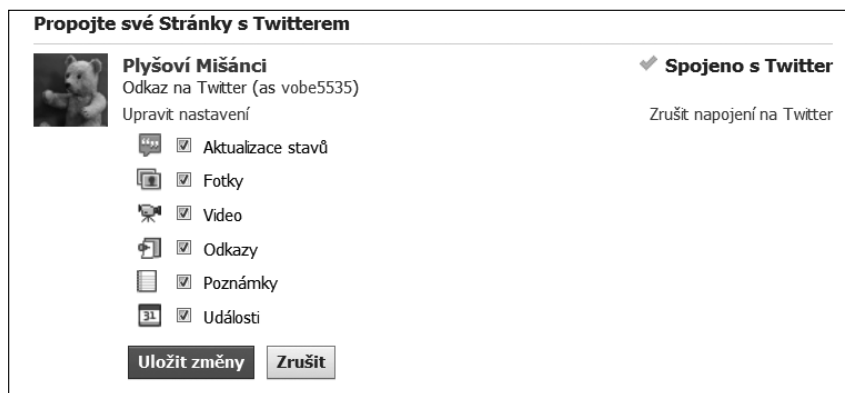 Propojte své Stránky s Twitterem
Plyšoví Mišánci
Spojeno s Twitter
Odkaz na Twitter (as vobe5535)
Upravit nastavení
Zrušit napojení na Twitter
Aktualizace stavů
Fotky
Video
Odkazy
Poznámky
31
Události
Uložit změny
Zrušit